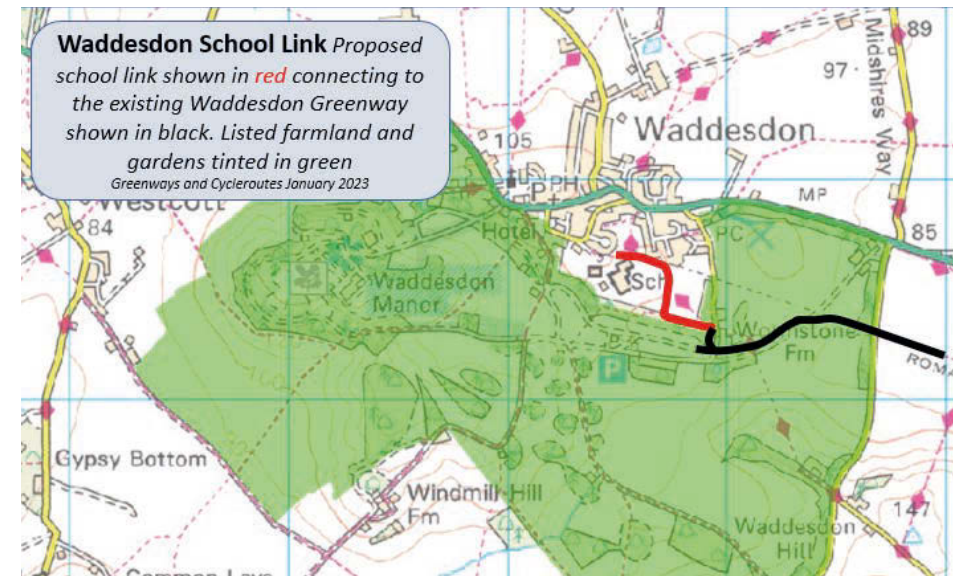 Waddesdon School Link Proposed
school link shown in red connecting to
the existing Waddesdon Greenway
shown in black. Listed farmland and
gardens tinted in green
Greenways and Cycleroutes January 2023
89
Midshires Way
97
Waddesdon
105
P PH
MP
Westcott
84
Hotel
PC
85
Waddesdon
Manor
Sch
Wormstone
Fm
ROMA
P
100
Gypsy Bottom
Windmill Hill
Fm
147
Waddesdon
Hill
Common Leys